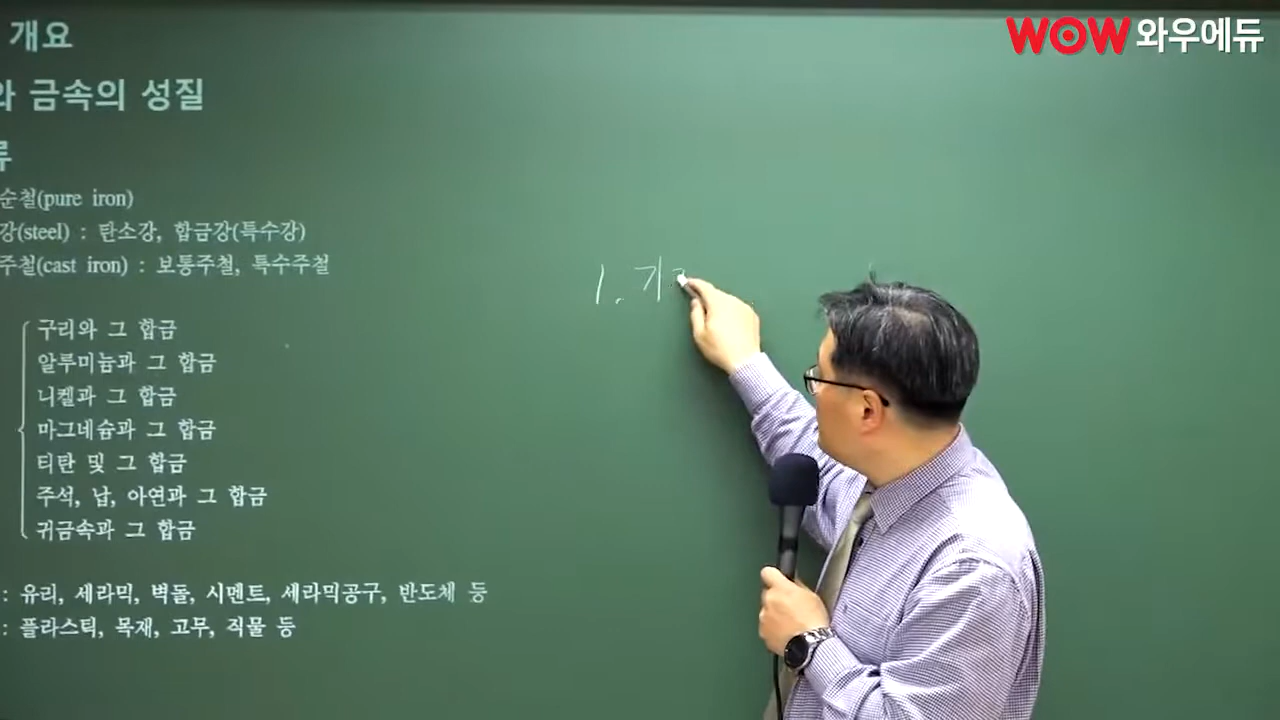 개요
와 금속의 성질
류
순철(pure iron)
강(steel) : 탄소강, 합금강(특수강)
주철(cast iron) : 보통주철, 특수주철
구리와 그 합금
알루미늄과 그 합금
니켈과 그 합금
마그네슘과 그 합금
티탄 및 그 합금
주석, 납, 아연과 그 합금
귀금속과 그 합금
: 유리, 세라믹, 벽돌, 시멘트, 세라믹공구, 반도체 등
: 플라스틱, 목재, 고무, 직물 등
1. 기
WOW와우에듀